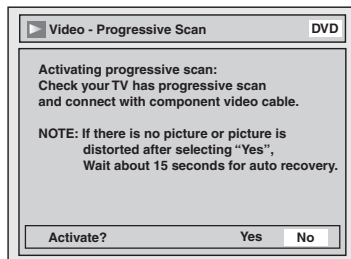 Video - Progressive Scan DVD
Activating progressive scan:
Check your TV has progressive scan
and connect with component video cable.
NOTE: If there is no picture or picture is
distorted after selecting “Yes”,
Wait about 15 seconds for auto recovery.
Activate? Yes No